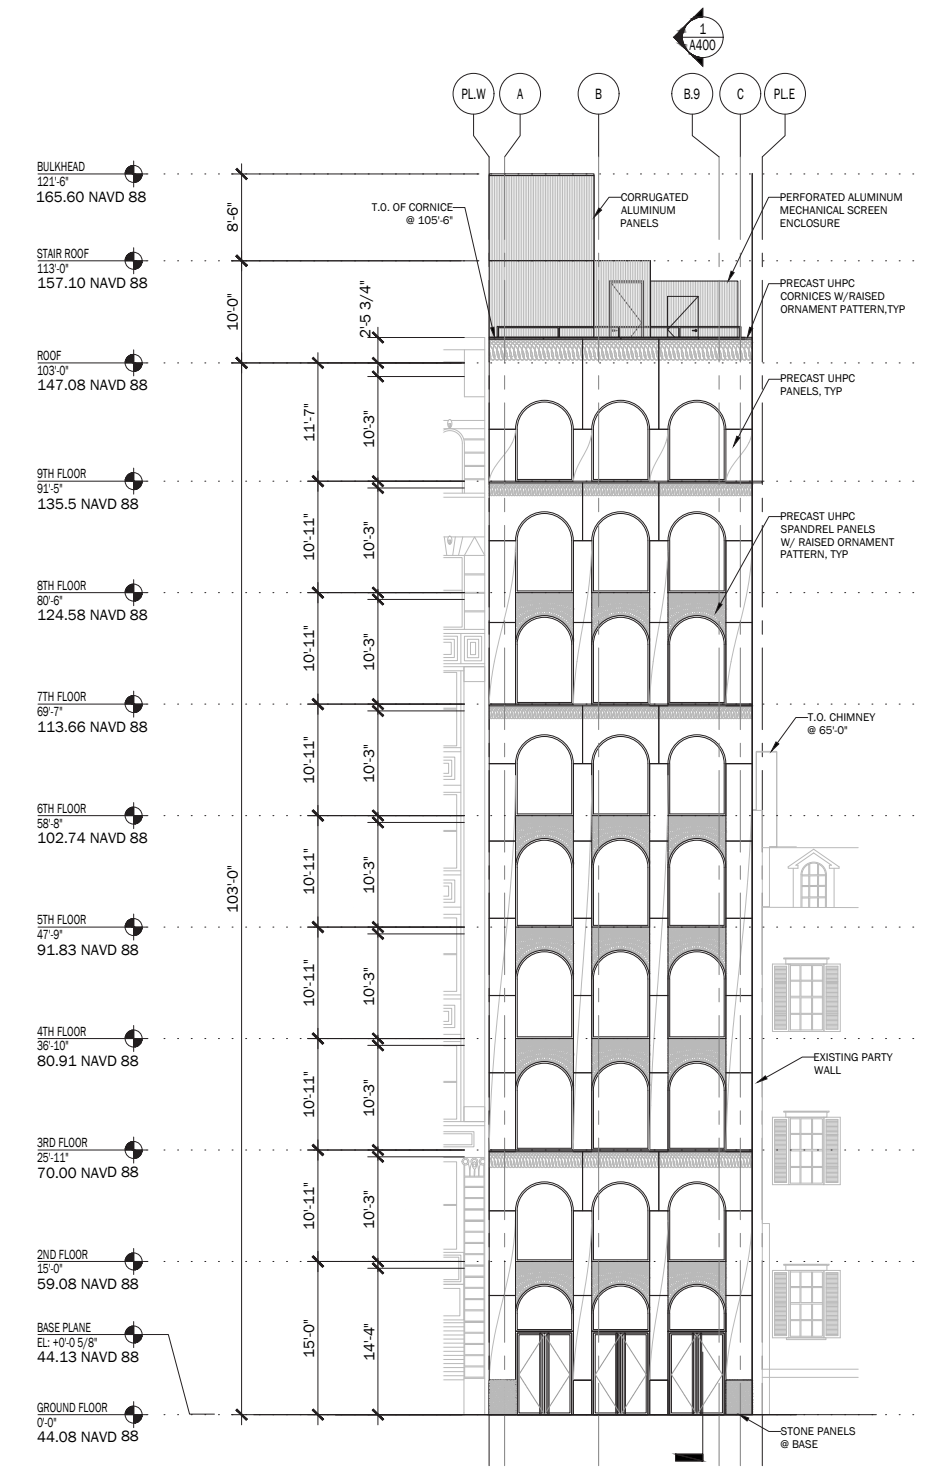 1
A400
PL.W
A
B
B.9
C
PL.E
BULKHEAD
121'-6"
165.60 NAVD 88
STAIR ROOF
113'-0"
157.10 NAVD 88
ROOF
103'-0"
147.08 NAVD 88
9TH FLOOR
91'-5"
135.5 NAVD 88
8TH FLOOR
80'-6"
124.58 NAVD 88
7TH FLOOR
69'-7"
113.66 NAVD 88
6TH FLOOR
58'-8"
102.74 NAVD 88
5TH FLOOR
47'-9"
91.83 NAVD 88
4TH FLOOR
36'-10"
80.91 NAVD 88
3RD FLOOR
25'-11"
70.00 NAVD 88
2ND FLOOR
15'-0"
59.08 NAVD 88
BASE PLANE
EL: +0'-0 5/8"
44.13 NAVD 88
GROUND FLOOR
0'-0"
44.08 NAVD 88
8'-6"
10'-0"
103'-0"
11'-7"
10'-11"
10'-11"
10'-11"
10'-11"
10'-11"
10'-11"
10'-11"
15'-0"
2'-5 3/4"
10'-3"
10'-3"
10'-3"
10'-3"
10'-3"
10'-3"
10'-3"
10'-3"
14'-4"
T.O. OF CORNICE
@ 105'-6"
CORRUGATED
ALUMINUM
PANELS
PERFORATED ALUMINUM
MECHANICAL SCREEN
ENCLOSURE
PRECAST UHPC
CORNICES W/RAISED
ORNAMENT PATTERN,TYP
PRECAST UHPC
PANELS, TYP
PRECAST UHPC
SPANDREL PANELS
W/ RAISED ORNAMENT
PATTERN, TYP
T.O. CHIMNEY
@ 65'-0"
EXISTING PARTY
WALL
STONE PANELS
@ BASE